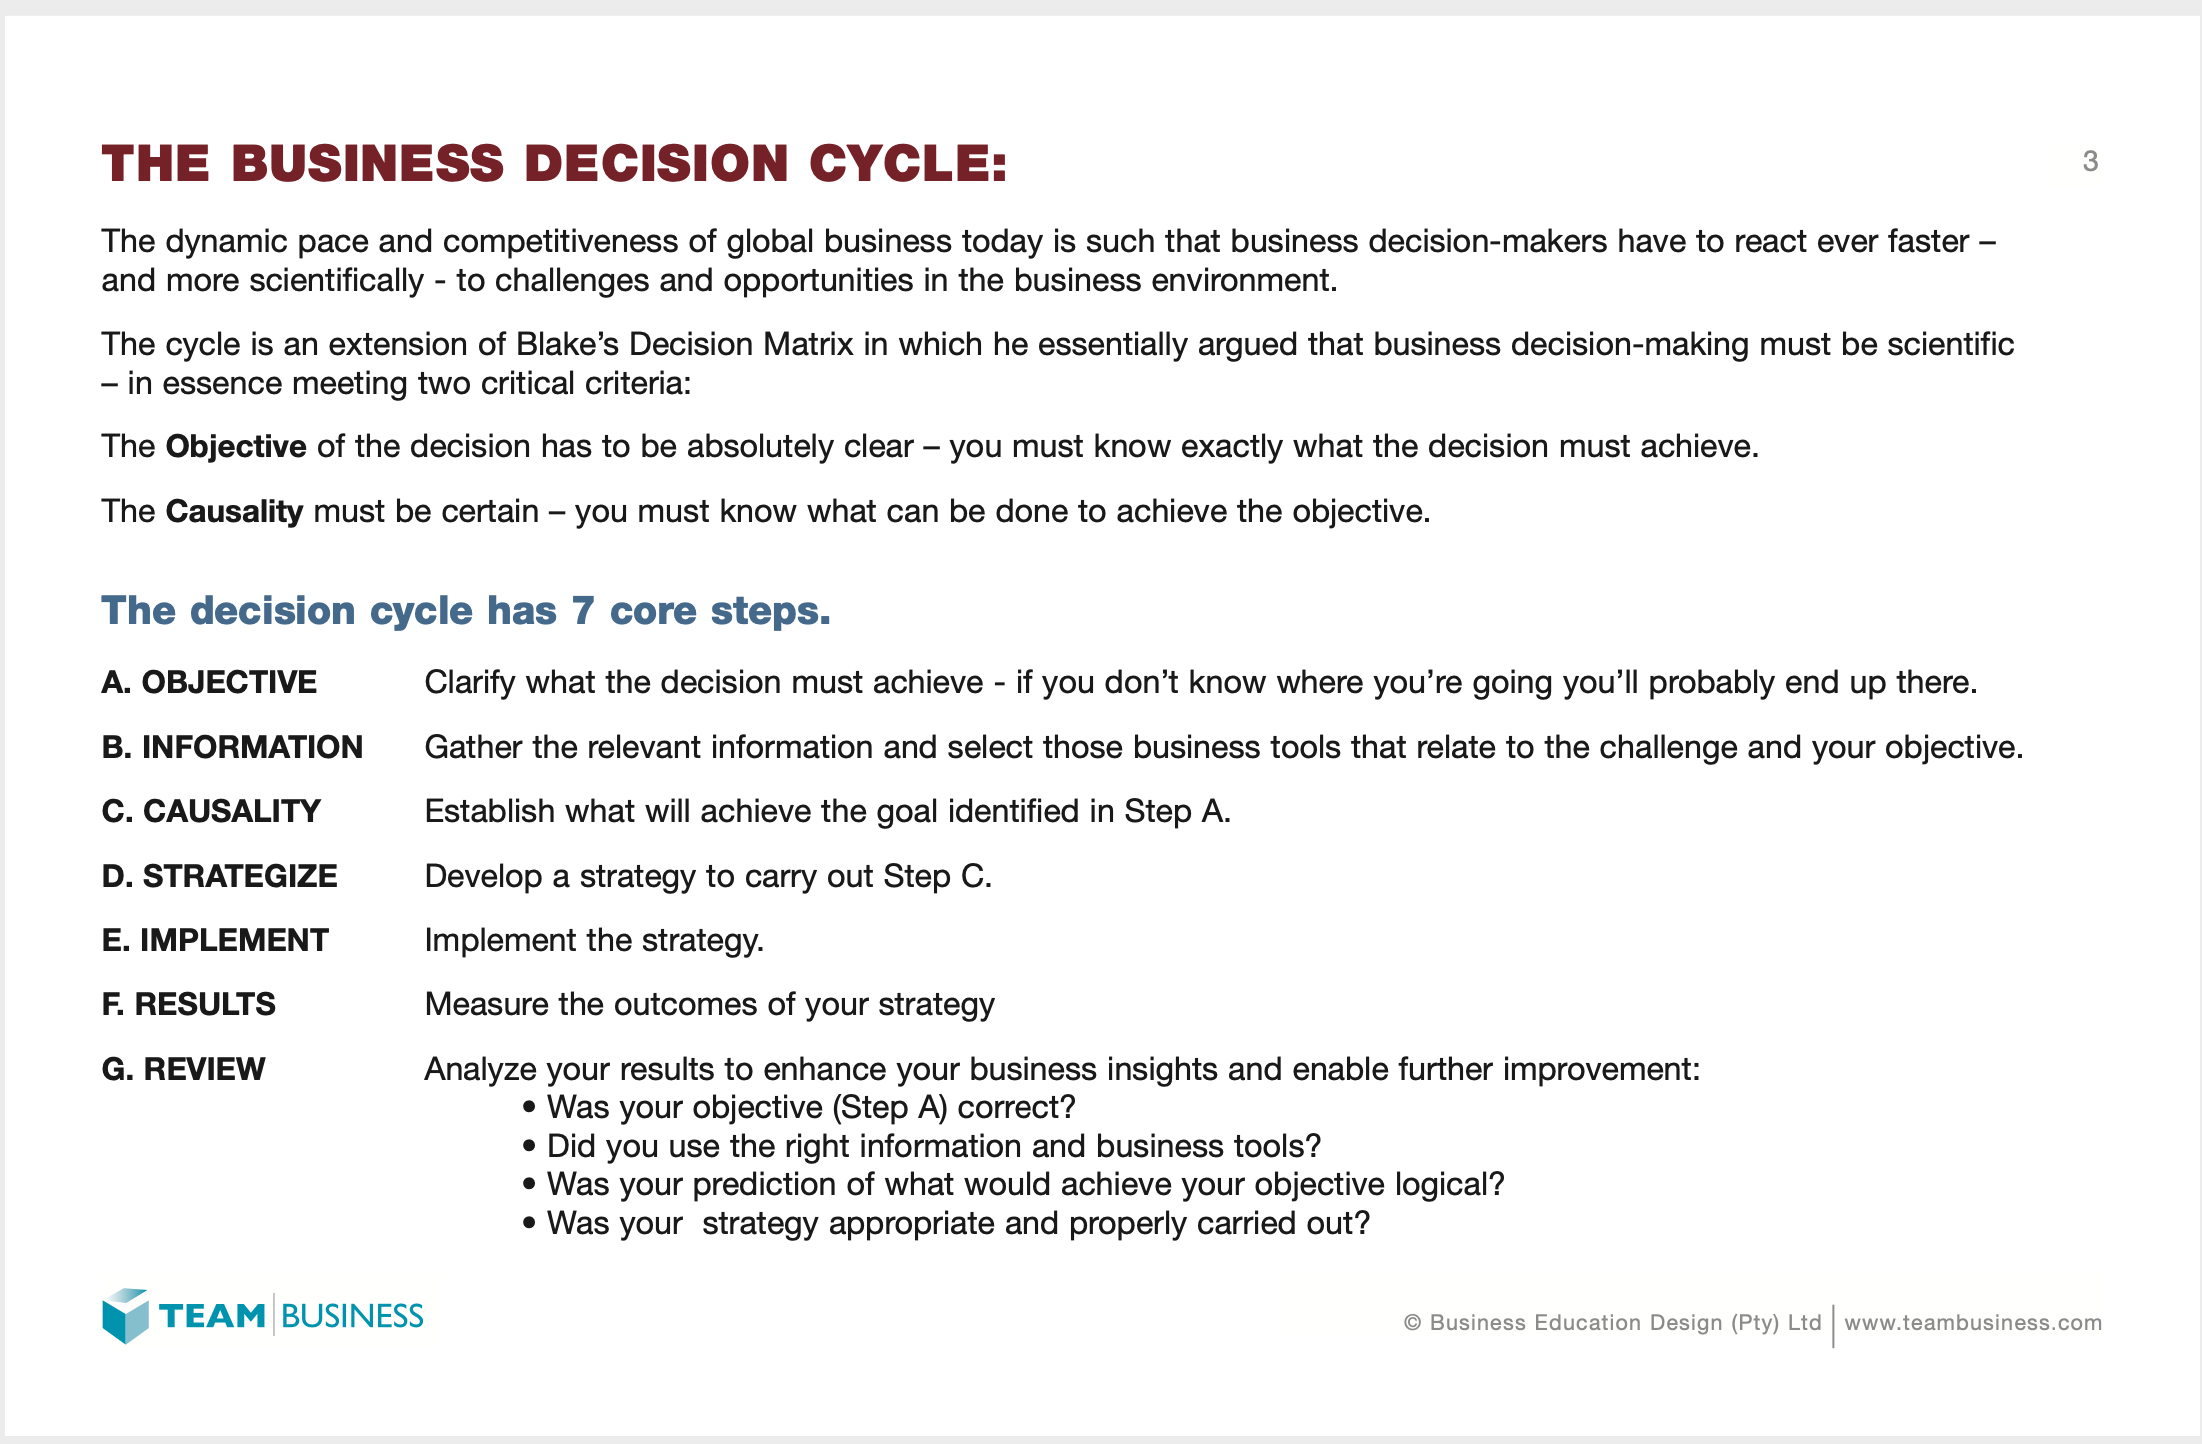 THE BUSINESS DECISION CYCLE:
3
The dynamic pace and competitiveness of global business today is such that business decision-makers have to react ever faster –
and more scientifically - to challenges and opportunities in the business environment.
The cycle is an extension of Blake’s Decision Matrix in which he essentially argued that business decision-making must be scientific
– in essence meeting two critical criteria:
The Objective of the decision has to be absolutely clear – you must know exactly what the decision must achieve.
The Causality must be certain – you must know what can be done to achieve the objective.
The decision cycle has 7 core steps.
A. OBJECTIVE Clarify what the decision must achieve - if you don’t know where you’re going you’ll probably end up there.
B. INFORMATION Gather the relevant information and select those business tools that relate to the challenge and your objective.
C. CAUSALITY Establish what will achieve the goal identified in Step A.
D. STRATEGIZE Develop a strategy to carry out Step C.
E. IMPLEMENT Implement the strategy.
F. RESULTS Measure the outcomes of your strategy
G. REVIEW Analyze your results to enhance your business insights and enable further improvement:
• Was your objective (Step A) correct?
• Did you use the right information and business tools?
• Was your prediction of what would achieve your objective logical?
• Was your  strategy appropriate and properly carried out?
TEAM | BUSINESS
© Business Education Design (Pty) Ltd | www.teambusiness.com